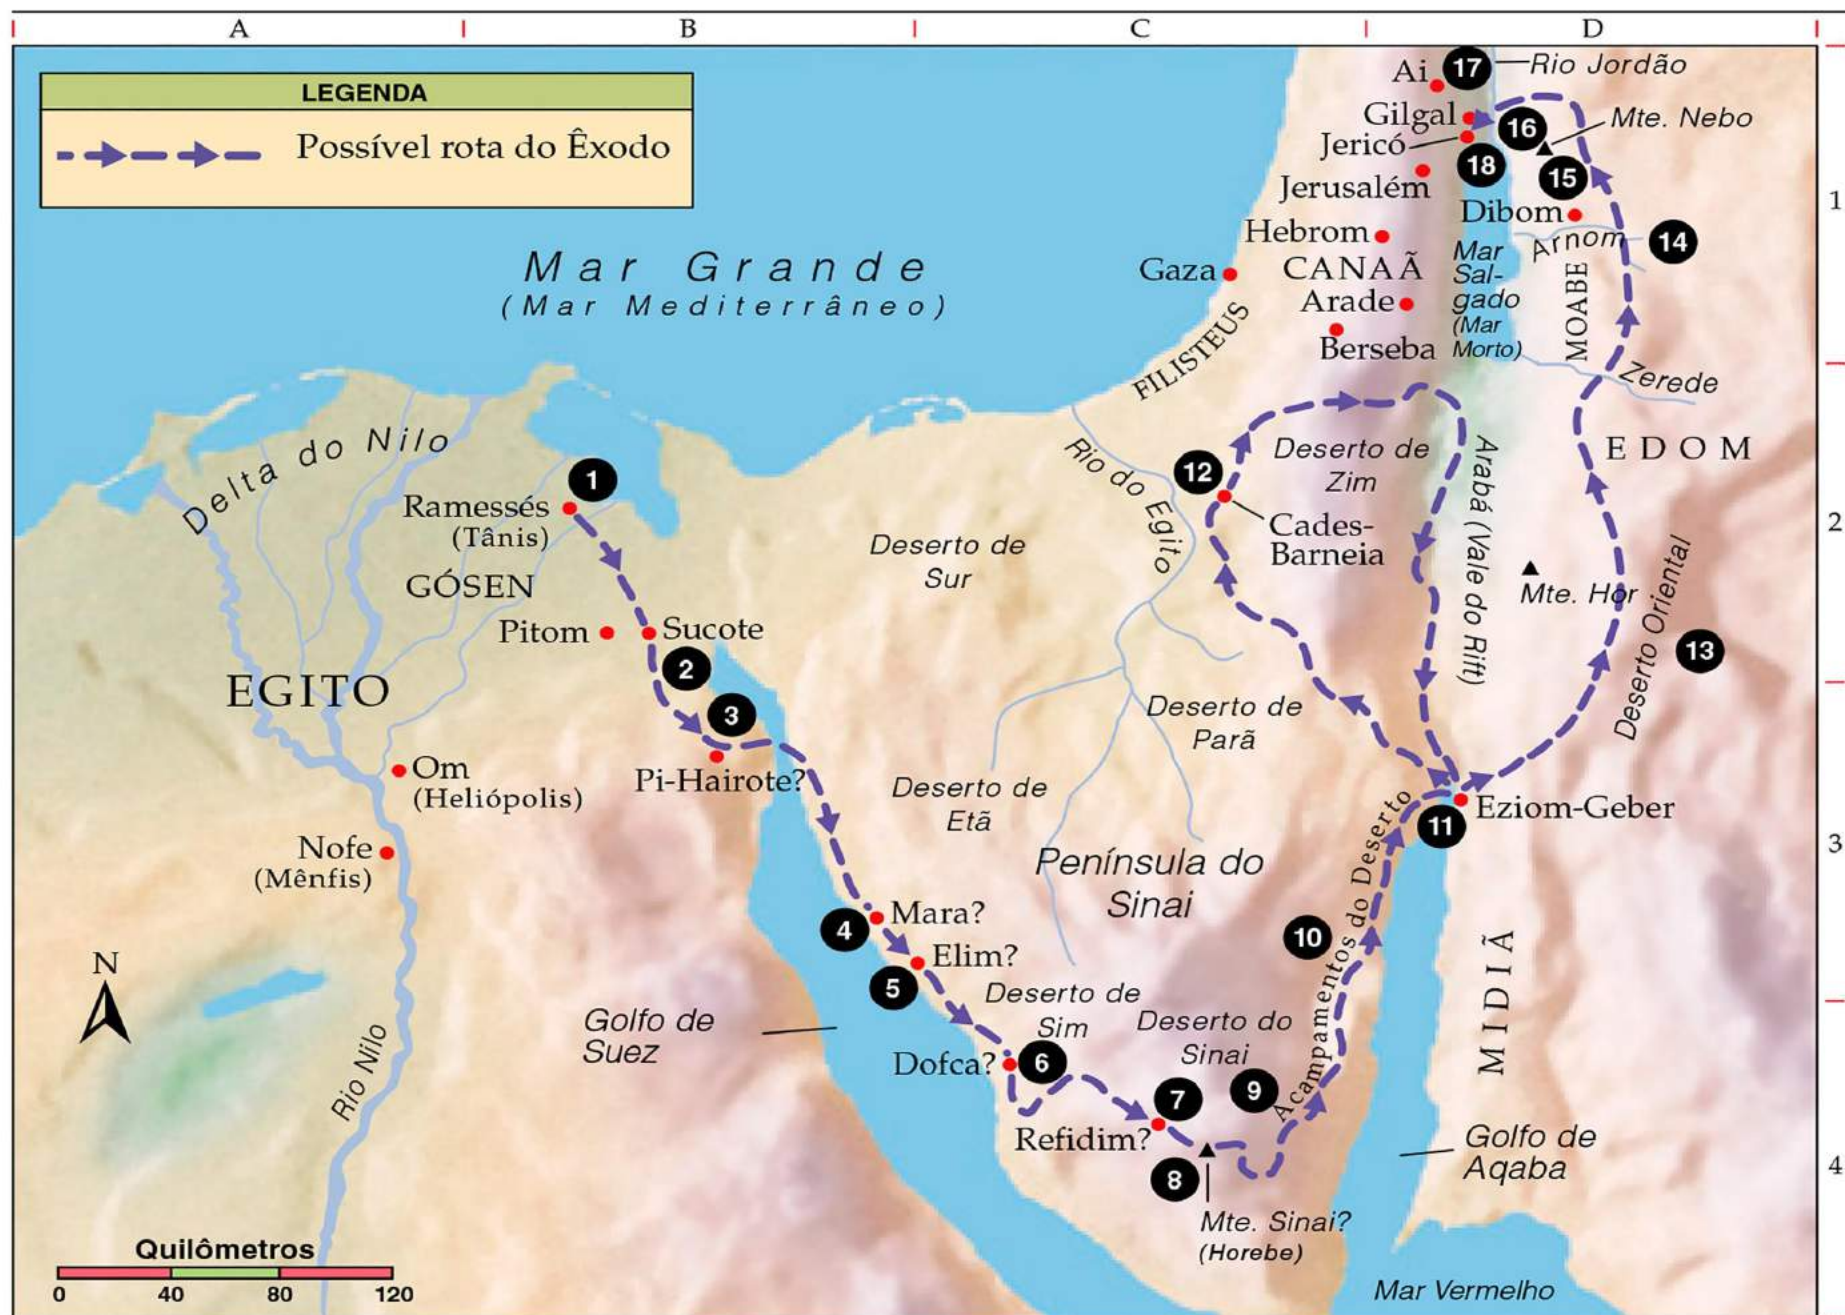 A
B
C
D
LEGENDA
Possível rota do Êxodo
Mar Grande
(Mar Mediterrâneo)
17
Rio Jordão
Ai
Gilgal
16
Mte. Nebo
Jericó
18
15
Jerusalém
1
Dibom
Hebrom
Arnom
14
Gaza
CANAÃ
Mar
Sal-
gado
(Mar
Morto)
Arade
MOABE
Berseba
FILISTEUS
Zerede
Delta do Nilo
1
Ramessés
(Tânis)
GÓSEN
Pitom
Sucote
2
EGITO
3
Pi-Hairote?
Om
(Heliópolis)
Nofe
(Mênfis)
Rio do Egito
12
Deserto de
Zim
Cades-
Barneia
Deserto de
Sur
Arabá (Vale do Rift)
EDOM
2
Mte. Hor
Deserto Oriental
13
Deserto de
Parã
Deserto de
Etã
Península do
Sinai
11
Eziom-Geber
3
Mara?
4
Elim?
5
10
Acampamentos do Deserto
MIDIÃ
N
Rio Nilo
Golfo de
Suez
Deserto de
Sim
Deserto do
Sinai
Dofca?
6
7
9
Refidim?
8
Mte. Sinai?
(Horebe)
Golfo de
Aqaba
4
Quilômetros
0
40
80
120
Mar Vermelho